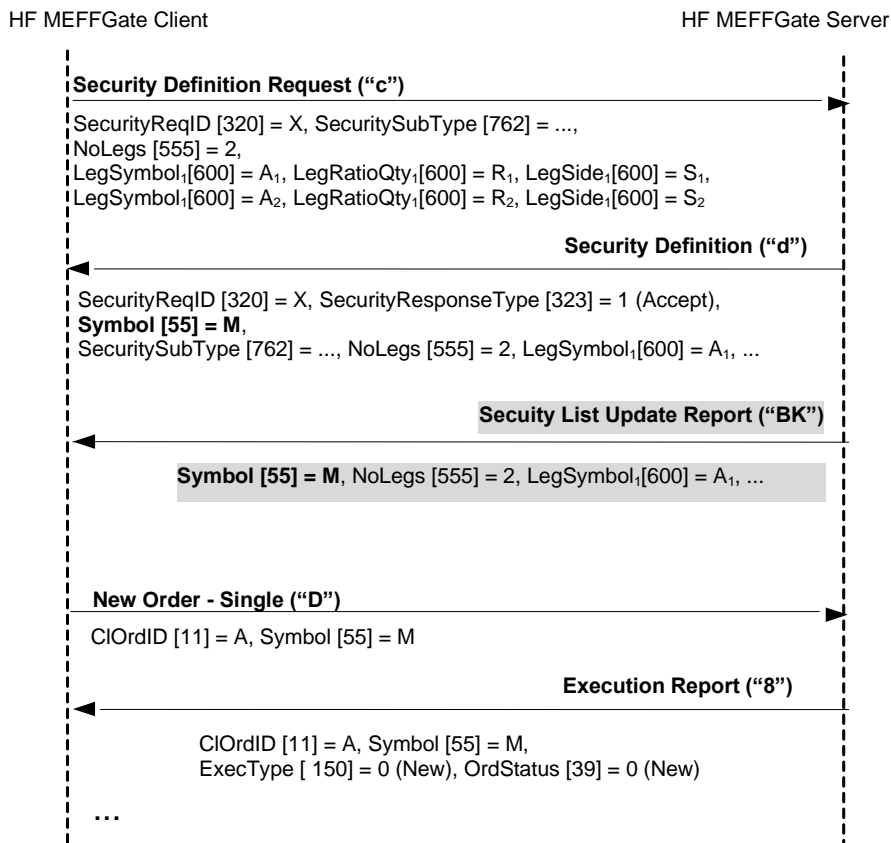 HF MEFFGate Client HF MEFFGate Server
Security Definition Request (“c”)
SecurityReqID [320] = X, SecuritySubType [762] = ...,
NoLegs [555] = 2,
LegSymbol₁[600] = A₁, LegRatioQty₁[600] = R₁, LegSide₁[600] = S₁,
LegSymbol₁[600] = A₂, LegRatioQty₁[600] = R₂, LegSide₁[600] = S₂
Security Definition (“d”)
SecurityReqID [320] = X, SecurityResponseType [323] = 1 (Accept),
Symbol [55] = M,
SecuritySubType [762] = ..., NoLegs [555] = 2, LegSymbol₁[600] = A₁, ...
Secuity List Update Report (“BK”)
Symbol [55] = M, NoLegs [555] = 2, LegSymbol₁[600] = A₁, ...
New Order - Single (“D”)
ClOrdID [11] = A, Symbol [55] = M
Execution Report (“8”)
ClOrdID [11] = A, Symbol [55] = M,
ExecType [ 150] = 0 (New), OrdStatus [39] = 0 (New)
...